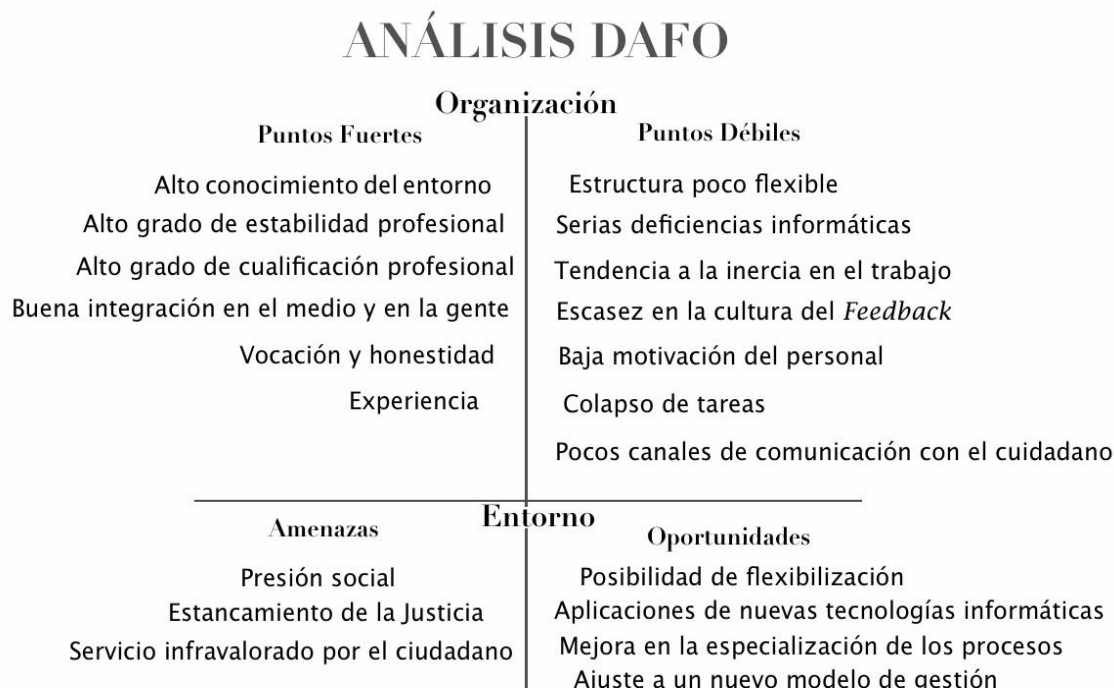 ANÁLISIS DAFO
Organización
Puntos Fuertes
Alto conocimiento del entorno
Alto grado de estabilidad profesional
Alto grado de cualificación profesional
Buena integración en el medio y en la gente
Vocación y honestidad
Experiencia
Puntos Débiles
Estructura poco flexible
Serias deficiencias informáticas
Tendencia a la inercia en el trabajo
Escasez en la cultura del Feedback
Baja motivación del personal
Colapso de tareas
Pocos canales de comunicación con el cuidadano
Entorno
Amenazas
Presión social
Estancamiento de la Justicia
Servicio infravalorado por el ciudadano
Oportunidades
Posibilidad de flexibilización
Aplicaciones de nuevas tecnologías informáticas
Mejora en la especialización de los procesos
Ajuste a un nuevo modelo de gestión